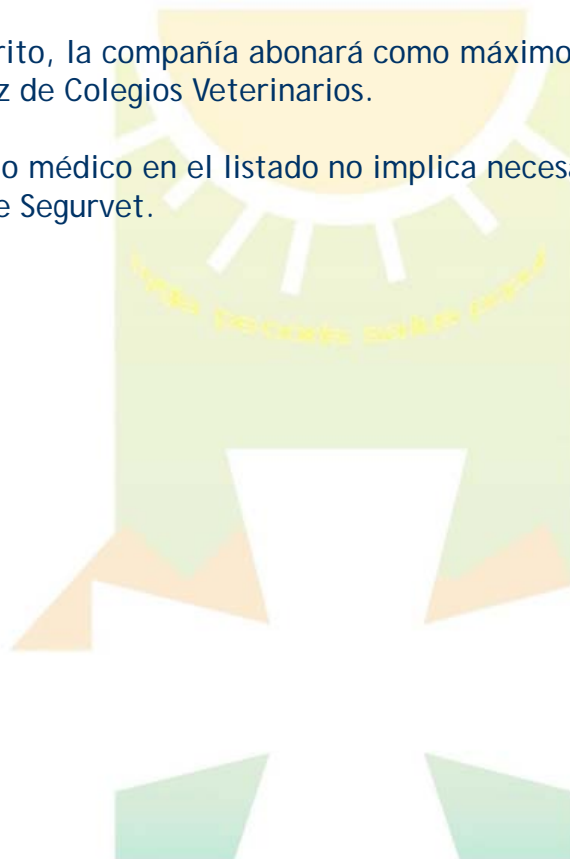 rito, la compañía abonará como máximo
z de Colegios Veterinarios.
o médico en el listado no implica neces
e Segurvet.